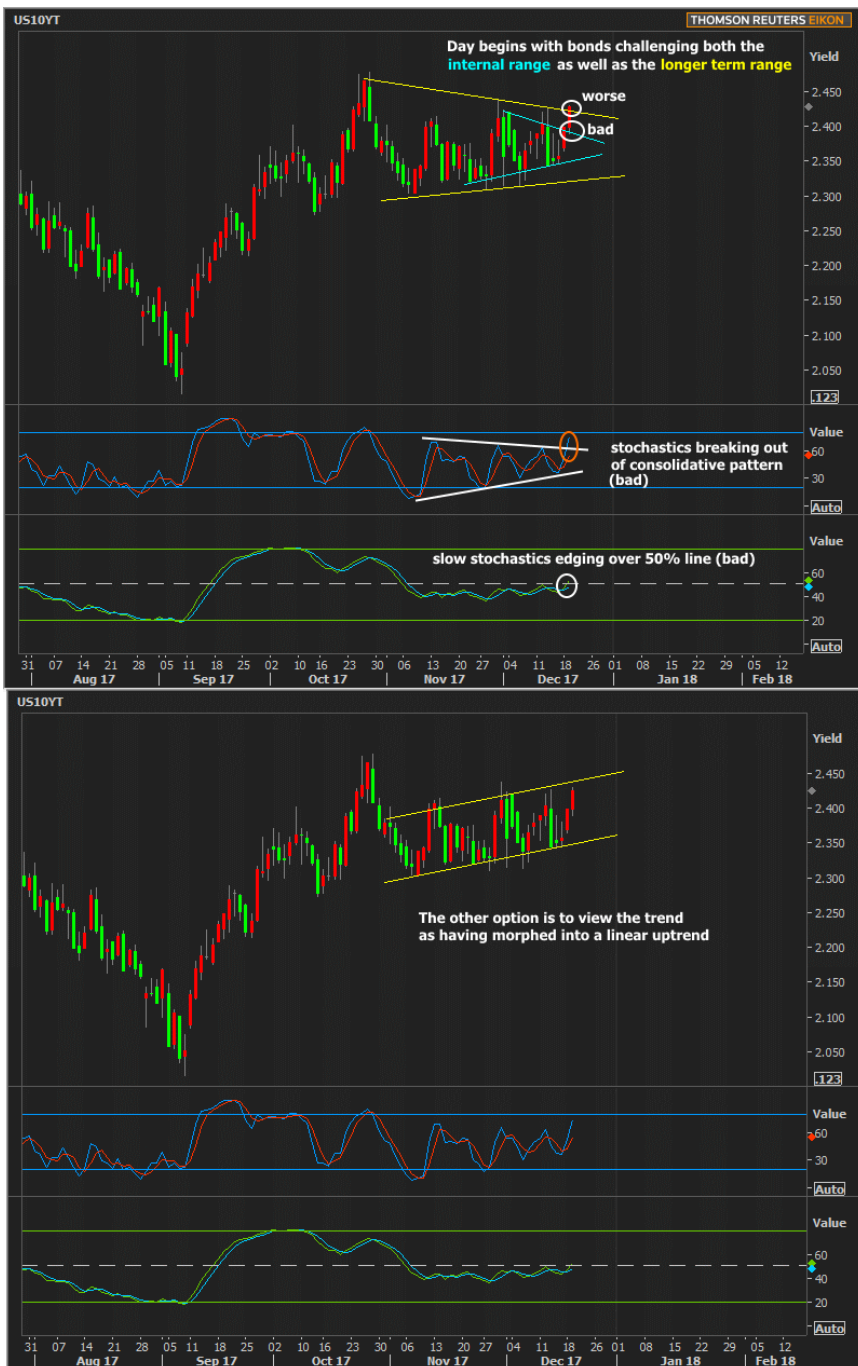 US10YT
THOMSON REUTERS EIKON
Day begins with bonds challenging both the
internal range as well as the longer term range
Yield
worse
bad
2.450
2.400
2.350
2.300
2.250
2.200
2.150
2.100
2.050
.123
Value
60
30
Auto
stochastics breaking out
of consolidative pattern
(bad)
Value
slow stochastics edging over 50% line (bad)
60
40
20
Auto
31 07 14 21 28 05 11 18 25 02 10 16 23 30 06 13 20 27 04 11 18 26 01 08 15 22 29 05 12
Aug 17 Sep 17 Oct 17 Nov 17 Dec 17 Jan 18 Feb 18
US10YT
Yield
2.450
2.400
2.350
2.300
2.250
2.200
2.150
2.100
2.050
.123
The other option is to view the trend
as having morphed into a linear uptrend
Value
60
30
Auto
Value
60
40
20
Auto
31 07 14 21 28 05 11 18 25 02 10 16 23 30 06 13 20 27 04 11 18 26 01 08 15 22 29 05 12
Aug 17 Sep 17 Oct 17 Nov 17 Dec 17 Jan 18 Feb 18